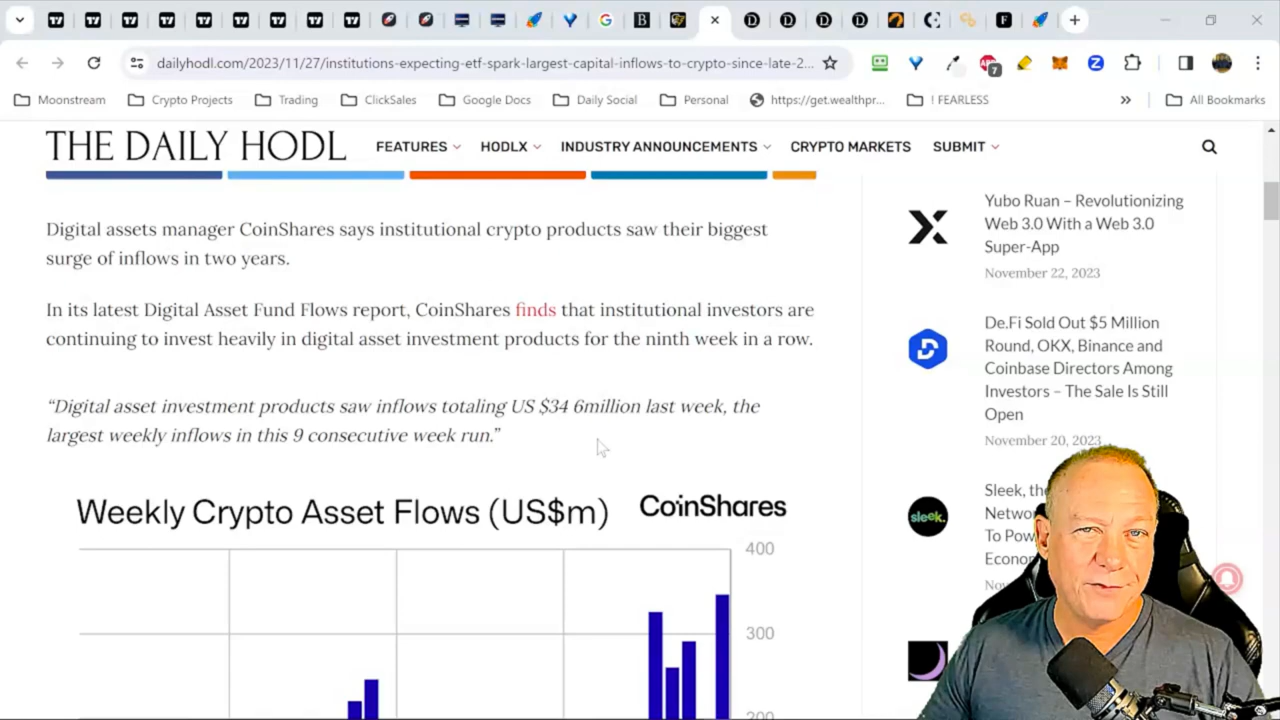 dailyhodl.com/2023/11/27/institutions-expecting-etf-spark-largest-capital-inflows-to-crypto-since-late-2...
7
Moonstream
Crypto Projects
Trading
ClickSales
Google Docs
Daily Social
Personal
https://get.wealthpr...
! FEARLESS
»
All Bookmarks
THE DAILY HODL
FEATURES
HODLX
INDUSTRY ANNOUNCEMENTS
CRYPTO MARKETS
SUBMIT
Digital assets manager CoinShares says institutional crypto products saw their biggest
surge of inflows in two years.
In its latest Digital Asset Fund Flows report, CoinShares finds that institutional investors are
continuing to invest heavily in digital asset investment products for the ninth week in a row.
“Digital asset investment products saw inflows totaling US $34 6million last week, the
largest weekly inflows in this 9 consecutive week run.”
Weekly Crypto Asset Flows (US$m)
CoinShares
400
300
200
Yubo Ruan – Revolutionizing
Web 3.0 With a Web 3.0
Super-App
November 22, 2023
De.Fi Sold Out $5 Million
Round, OKX, Binance and
Coinbase Directors Among
Investors – The Sale Is Still
Open
November 20, 2023
sleek.
Sleek, the
To